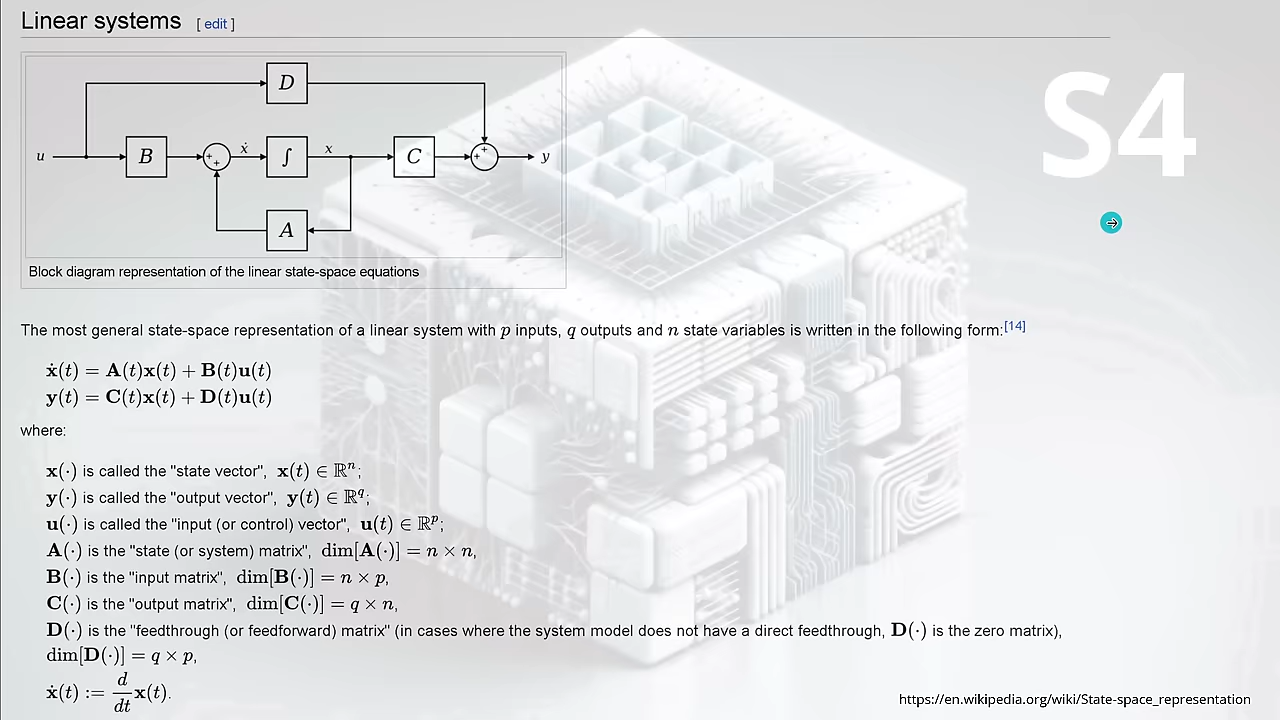 Linear systems [ edit ]
S4
D
u B + + ẋ ∫ x C + + y
A
Block diagram representation of the linear state-space equations
The most general state-space representation of a linear system with p inputs, q outputs and n state variables is written in the following form:[14]
ẋ(t) = A(t)x(t) + B(t)u(t)
y(t) = C(t)x(t) + D(t)u(t)
where:
x(·) is called the "state vector", x(t) ∈ ℝⁿ;
y(·) is called the "output vector", y(t) ∈ ℝ^q;
u(·) is called the "input (or control) vector", u(t) ∈ ℝ^p;
A(·) is the "state (or system) matrix", dim[A(·)] = n × n,
B(·) is the "input matrix", dim[B(·)] = n × p,
C(·) is the "output matrix", dim[C(·)] = q × n,
D(·) is the "feedthrough (or feedforward) matrix" (in cases where the system model does not have a direct feedthrough, D(·) is the zero matrix),
dim[D(·)] = q × p,
ẋ(t) := d/dt x(t).
https://en.wikipedia.org/wiki/State-space_representation